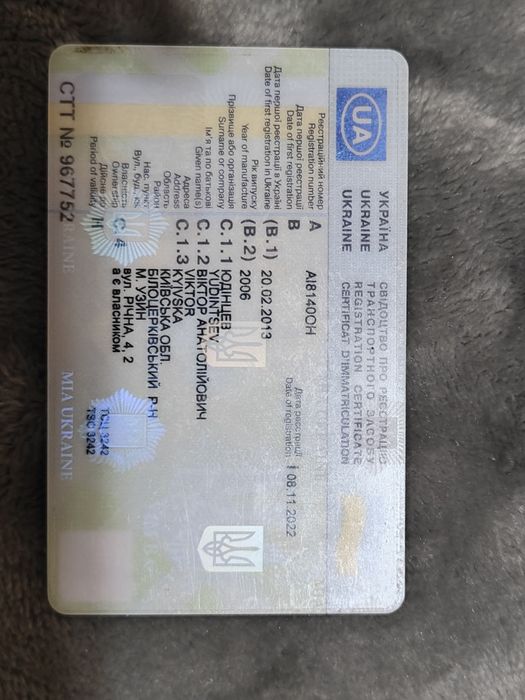 UA
УКРАЇНА
UKRAINE
UKRAINE
СВІДОЦТВО ПРО РЕЄСТРАЦІЮ
ТРАНСПОРТНОГО ЗАСОБУ
REGISTRATION CERTIFICATE
CERTIFICAT D'IMMATRICULATION
Реєстраційний номер
Registration number
A
AI8140OH
Дата першої реєстрації
Date of first registration
B
Дата реєстрації
Date of registration
I
08.11.2022
Дата першої реєстрації в Україні
Date of first registration in Ukraine
(B.1)
20.02.2013
Рік випуску
Year of manufacture
(B.2)
2006
Прізвище або організація
Surname or company
C.1.1
ЮДІНЦЕВ
YUDINTSEV
Ім'я та по батькові
Given name(s)
C.1.2
ВІКТОР АНАТОЛІЙОВИЧ
VIKTOR
Адреса
Address
C.1.3
KYIVSKA
Область
КИЇВСЬКА ОБЛ.
Район
БІЛОЦЕРКІВСЬКИЙ Р-Н
Нас. пункт
М УЗИН
Вул. буд. кв.
вул. РІЧНА, 4, 2
Власність
Ownership
C.4
а є власником
Дійсне до
Period of validity
H
ТСЦ 3242
TSC 3242
СТТ № 967752
MIA UKRAINE